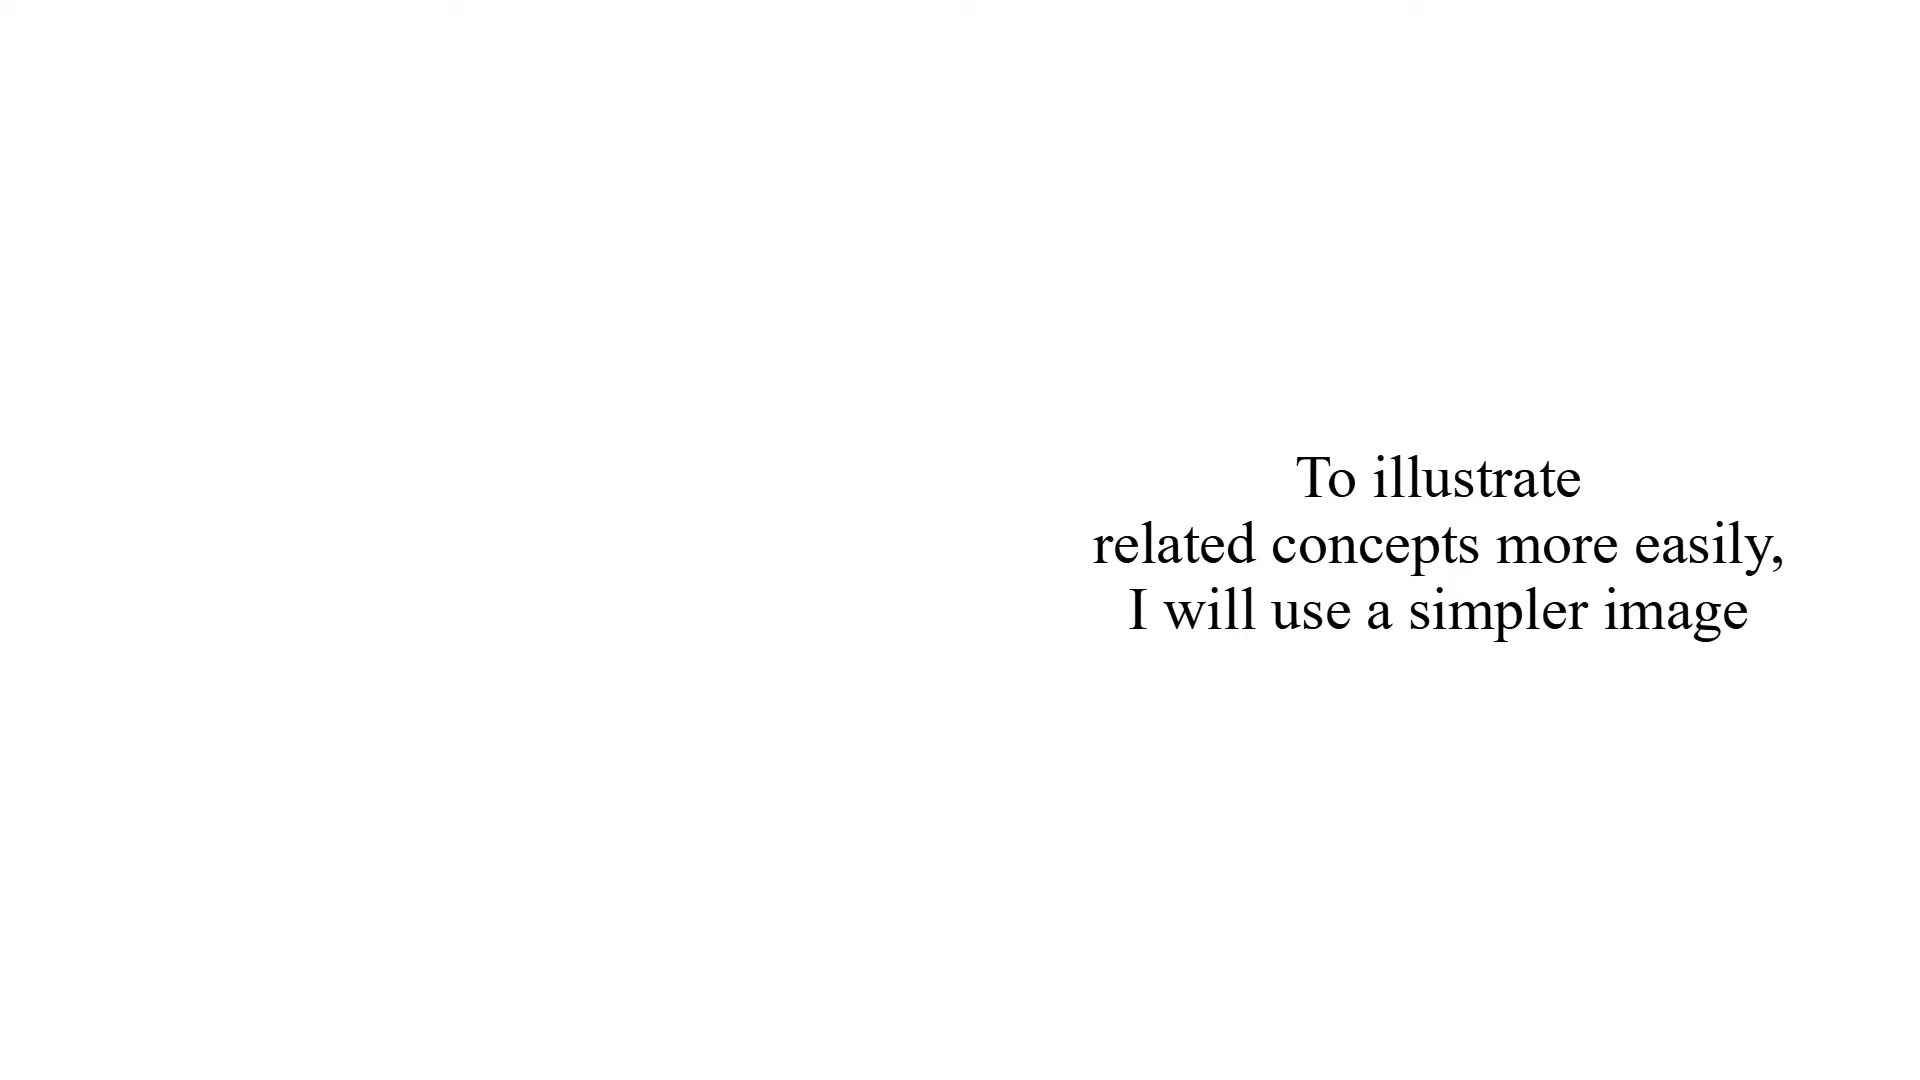 To illustrate
related concepts more easily,
I will use a simpler image